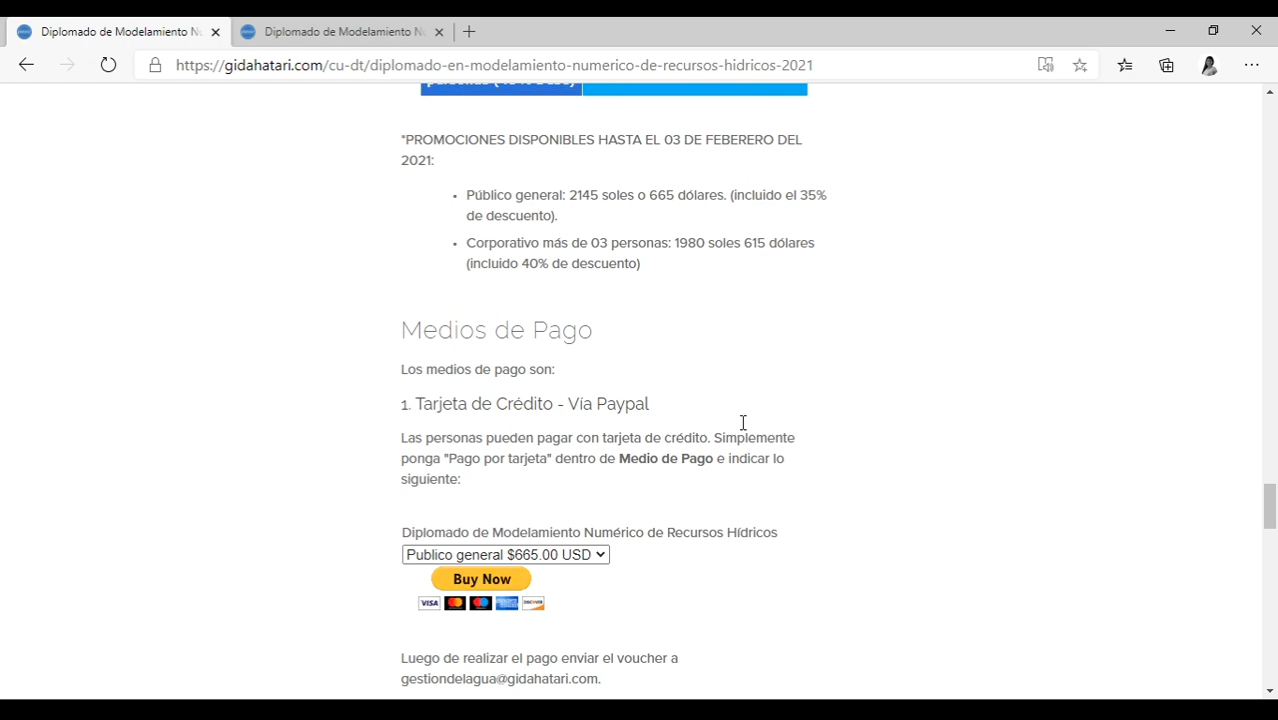 Diplomado de Modelamiento N
Diplomado de Modelamiento N
https://gidahatari.com/cu-dt/diplomado-en-modelamiento-numerico-de-recursos-hidricos-2021
*PROMOCIONES DISPONIBLES HASTA EL 03 DE FEBERERO DEL
2021:
• Público general: 2145 soles o 665 dólares. (incluido el 35%
de descuento).
• Corporativo más de 03 personas: 1980 soles 615 dólares
(incluido 40% de descuento)
Medios de Pago
Los medios de pago son:
1. Tarjeta de Crédito - Vía Paypal
Las personas pueden pagar con tarjeta de crédito. Simplemente
ponga "Pago por tarjeta" dentro de Medio de Pago e indicar lo
siguiente:
Diplomado de Modelamiento Numérico de Recursos Hídricos
Publico general $665.00 USD
Buy Now
VISA DISCOVER
Luego de realizar el pago enviar el voucher a
gestiondelagua@gidahatari.com.